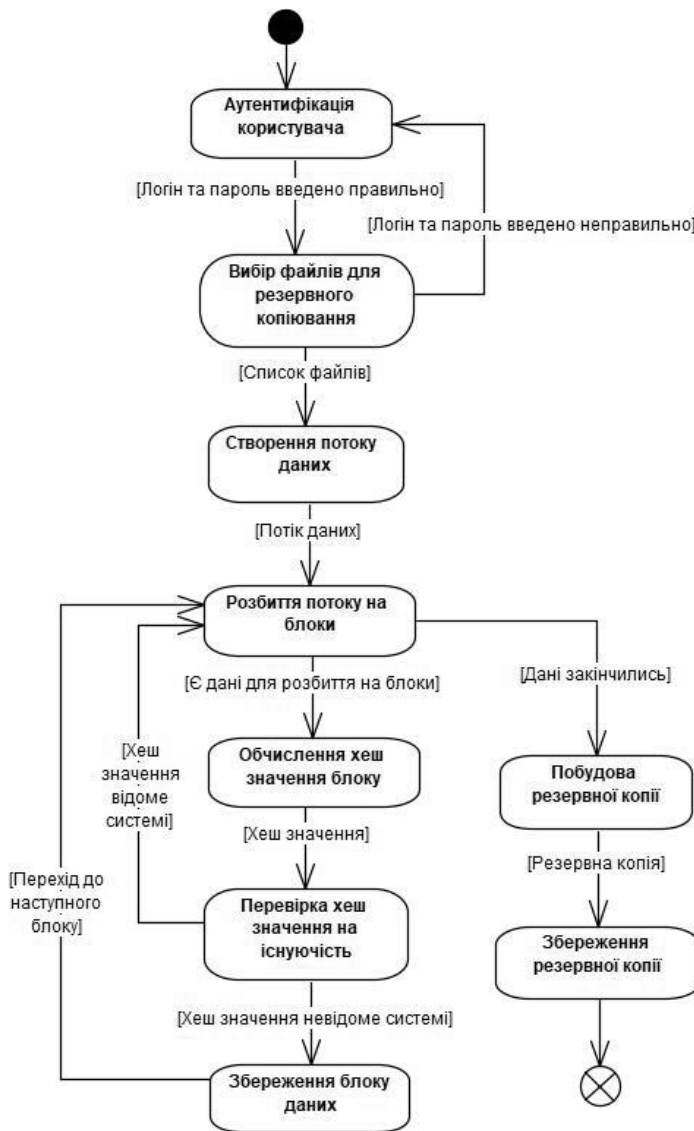 Аутентифікація
користувача
[Логін та пароль введено правильно]
[Логін та пароль введено неправильно]
Вибір файлів для
резервного
копіювання
[Список файлів]
Створення потоку
даних
[Потік даних]
Розбиття потоку на
блоки
[Є дані для розбиття на блоки]
[Дані закінчились]
[Хеш
значення
відоме
системі]
Обчислення хеш
значення блоку
Побудова
резервної копії
[Хеш значення]
[Резервна копія]
[Перехід до
наступного
блоку]
Перевірка хеш
значення на
існуючість
Збереження
резервної копії
[Хеш значення невідоме системі]
Збереження блоку
даних